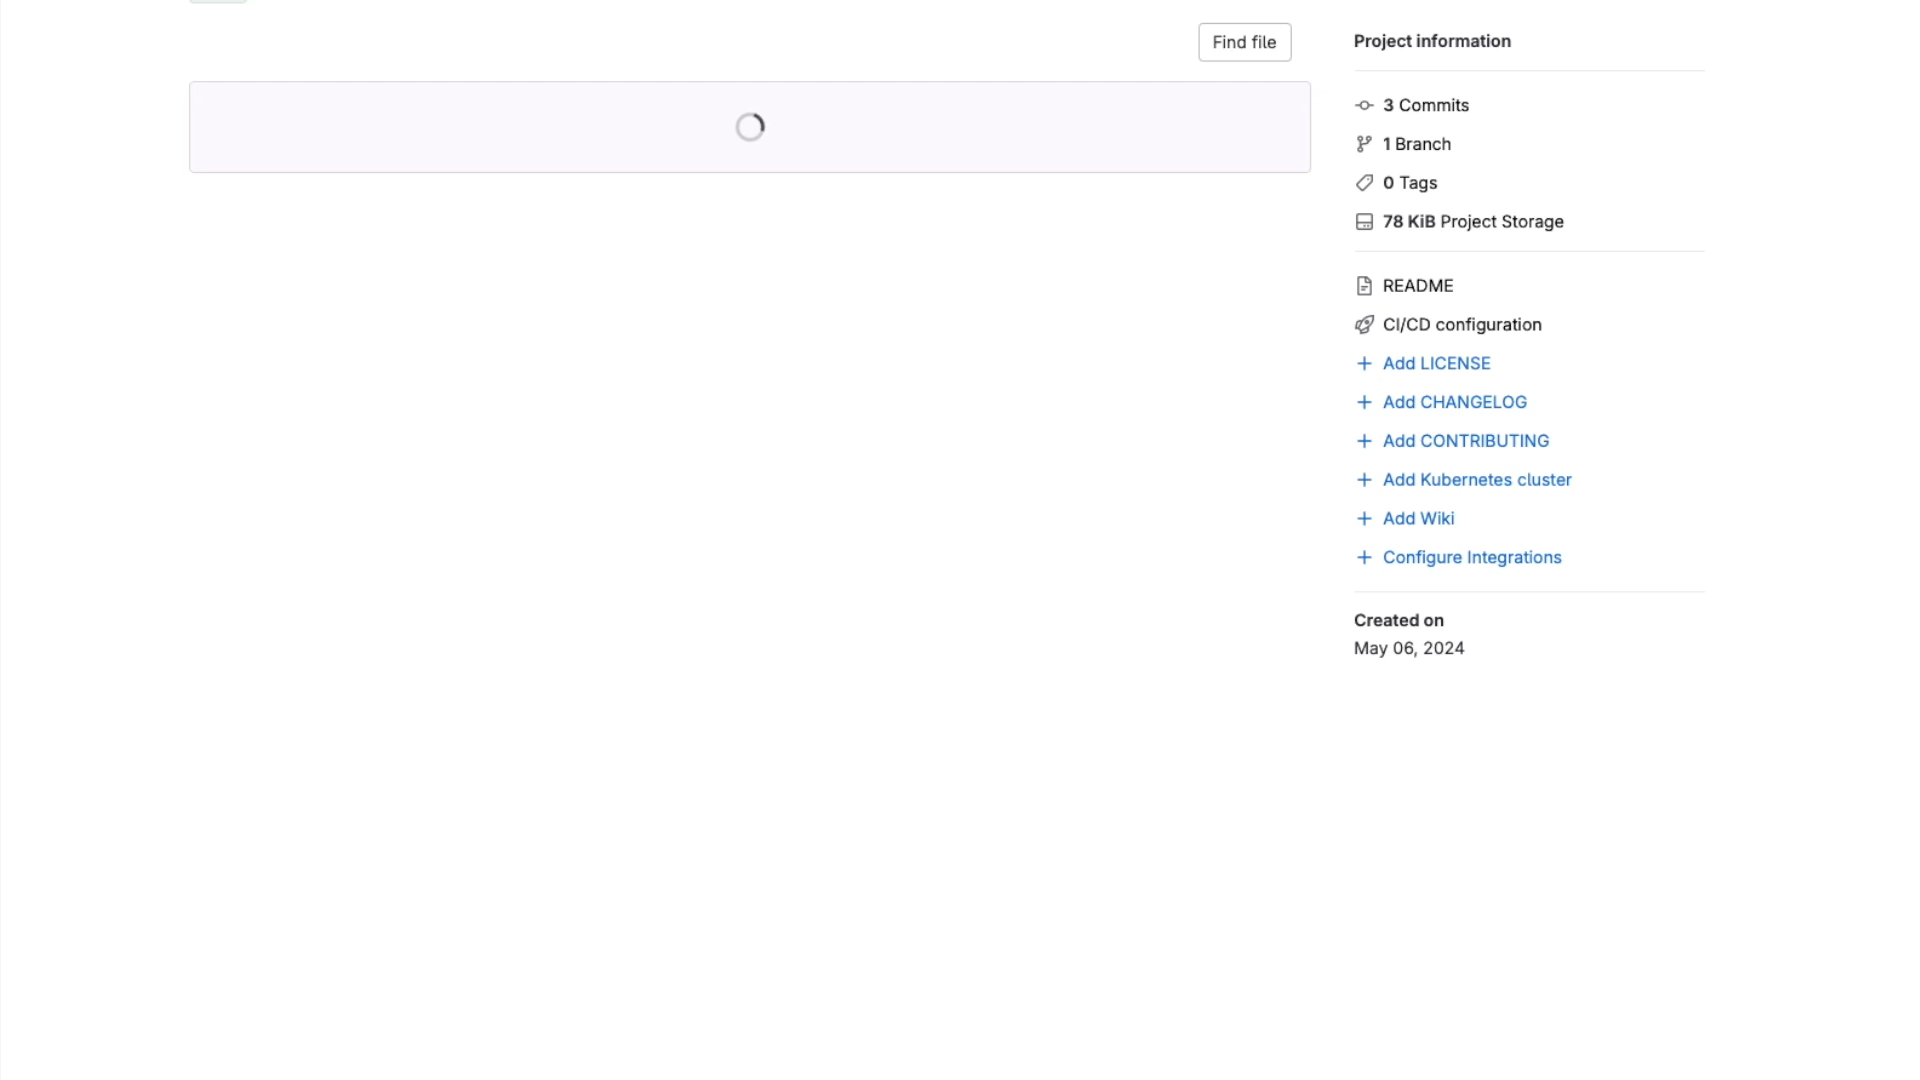 Find file
Project information
3 Commits
1 Branch
0 Tags
78 KiB Project Storage
README
CI/CD configuration
Add LICENSE
Add CHANGELOG
Add CONTRIBUTING
Add Kubernetes cluster
Add Wiki
Configure Integrations
Created on
May 06, 2024